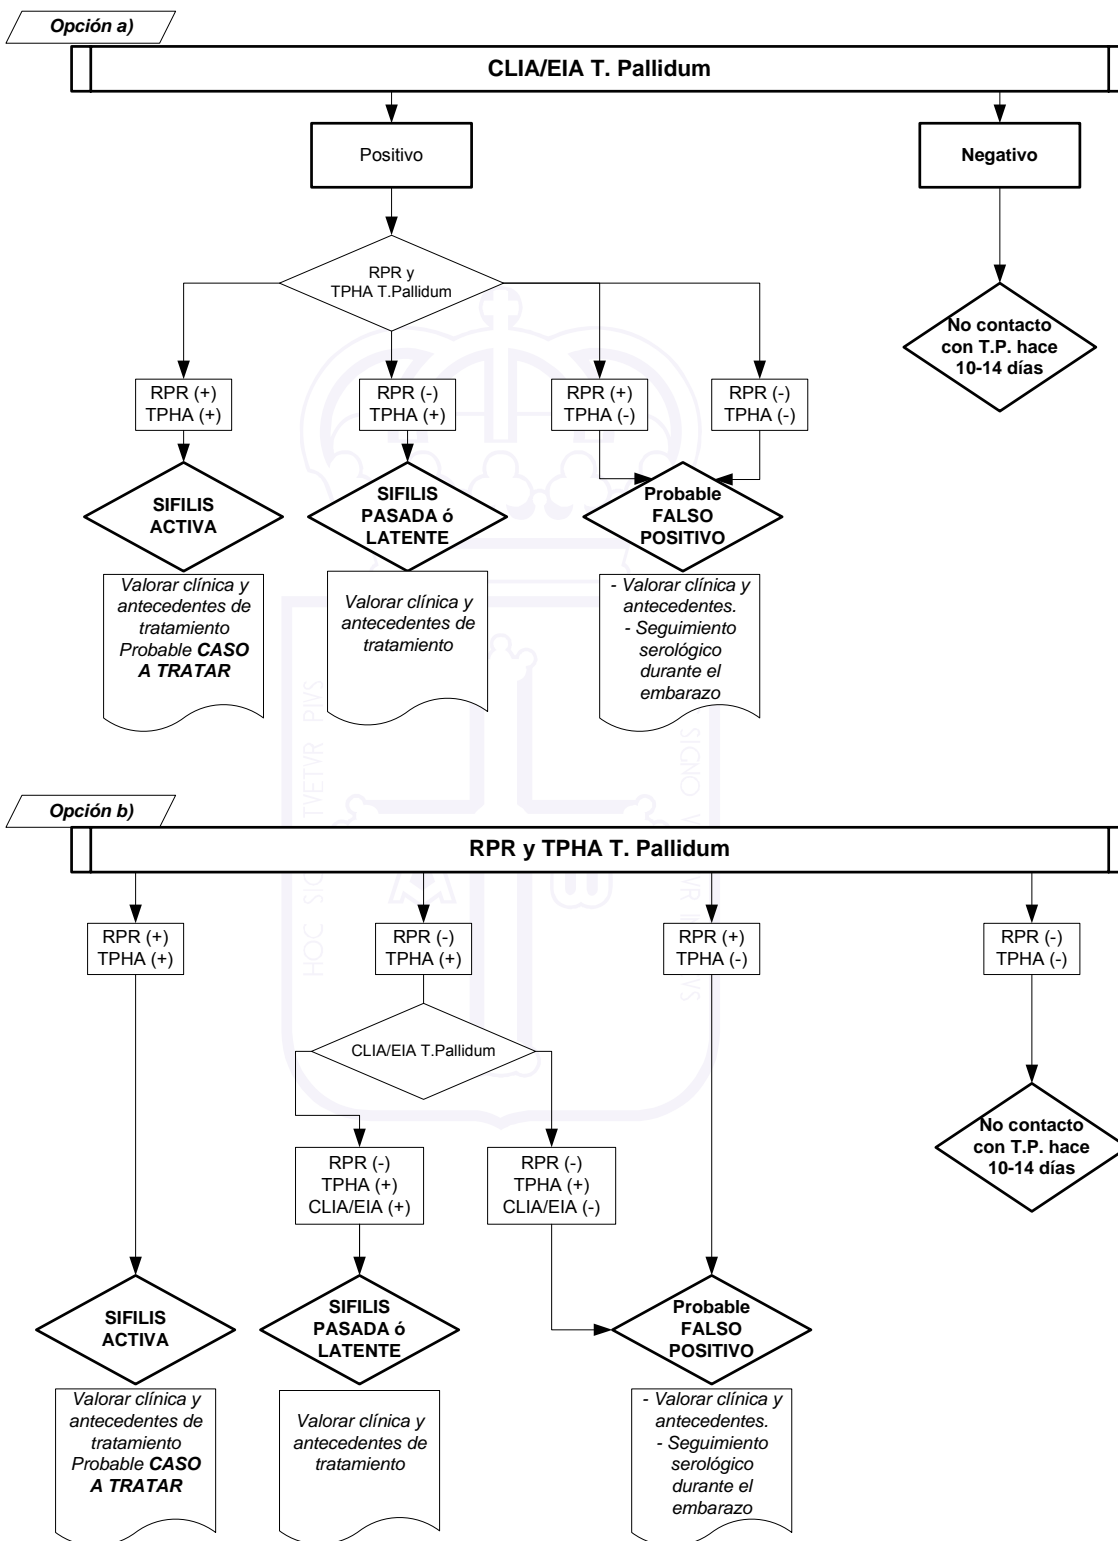 Opción a)
CLIA/EIA T. Pallidum
Positivo
Negativo
RPR y
TPHA T.Pallidum
No contacto
con T.P. hace
10-14 días
RPR (+)
TPHA (+)
RPR (-)
TPHA (+)
RPR (+)
TPHA (-)
RPR (-)
TPHA (-)
SIFILIS
ACTIVA
SIFILIS
PASADA ó
LATENTE
Probable
FALSO
POSITIVO
Valorar clínica y
antecedentes de
tratamiento
Probable CASO
A TRATAR
Valorar clínica y
antecedentes de
tratamiento
- Valorar clínica y
antecedentes.
- Seguimiento
serológico
durante el
embarazo
Opción b)
RPR y TPHA T. Pallidum
RPR (+)
TPHA (+)
RPR (-)
TPHA (+)
RPR (+)
TPHA (-)
RPR (-)
TPHA (-)
CLIA/EIA T.Pallidum
No contacto
con T.P. hace
10-14 días
RPR (-)
TPHA (+)
CLIA/EIA (+)
RPR (-)
TPHA (+)
CLIA/EIA (-)
SIFILIS
ACTIVA
SIFILIS
PASADA ó
LATENTE
Probable
FALSO
POSITIVO
Valorar clínica y
antecedentes de
tratamiento
Probable CASO
A TRATAR
Valorar clínica y
antecedentes de
tratamiento
- Valorar clínica y
antecedentes.
- Seguimiento
serológico
durante el
embarazo
HOC
TVETVR PIVS
SIGNO